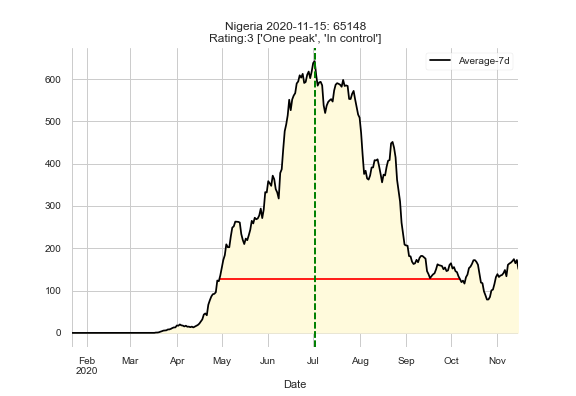 Nigeria 2020-11-15: 65148
Rating:3 ['One peak', 'In control']
Average-7d
600
500
400
300
200
100
0
Feb Mar Apr May Jun Jul Aug Sep Oct Nov
2020
Date